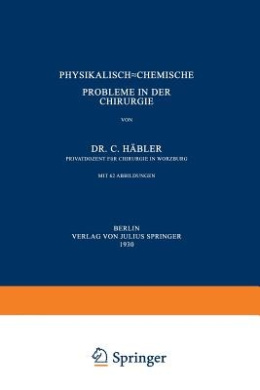 PHYSIKALISCH=CHEMISCHE
PROBLEME IN DER
CHIRURGIE
VON
DR. C. HÄBLER
PRIVATDOZENT FÜR CHIRURGIE IN WÜRZBURG
MIT 62 ABBILDUNGEN
BERLIN
VERLAG VON JULIUS SPRINGER
1930
Springer